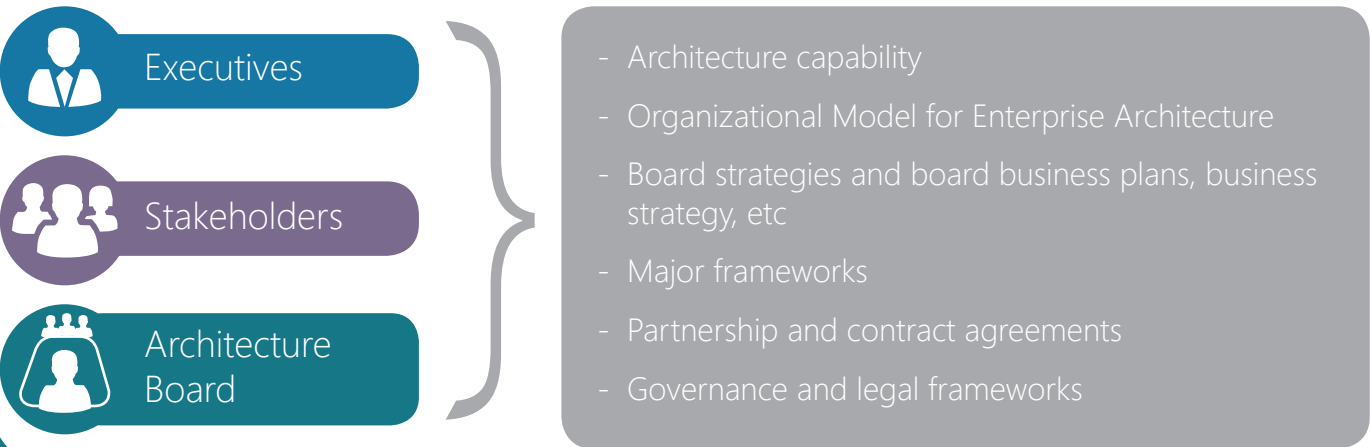 Executives
Stakeholders
Architecture
Board
- Architecture capability
- Organizational Model for Enterprise Architecture
- Board strategies and board business plans, business
strategy, etc
- Major frameworks
- Partnership and contract agreements
- Governance and legal frameworks